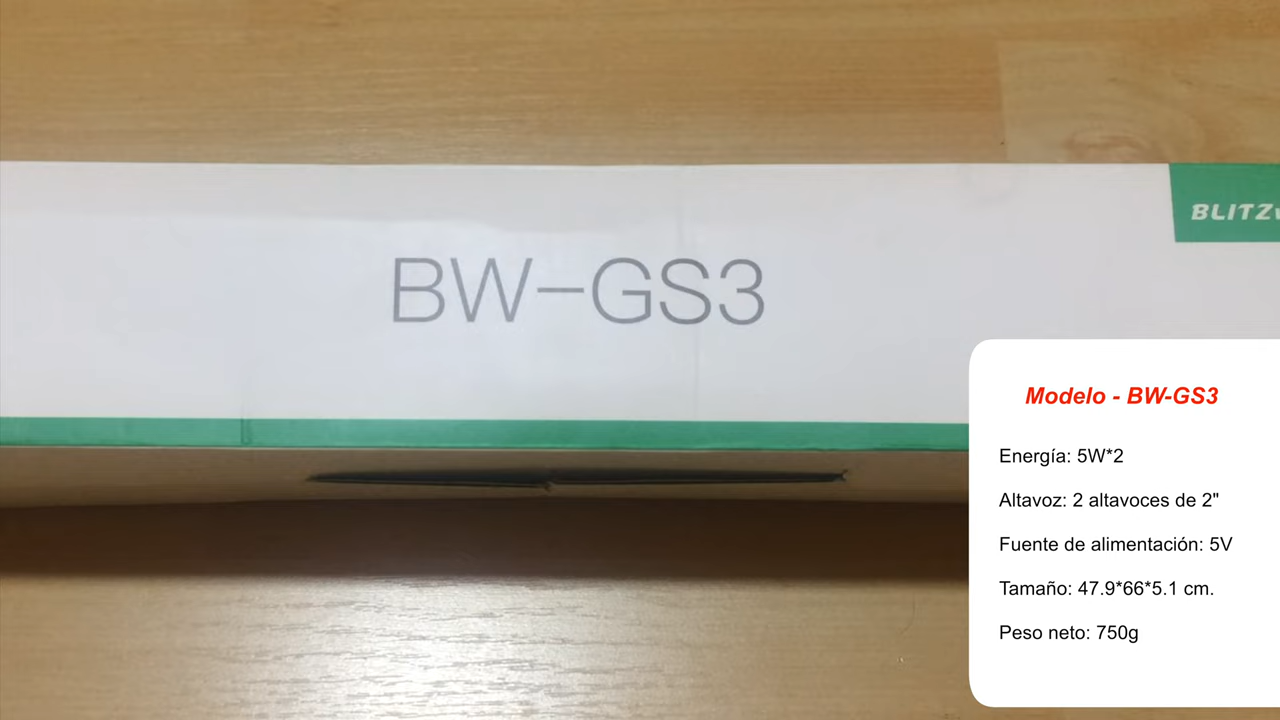 BLITZ
BW-GS3
Modelo - BW-GS3
Energía: 5W*2
Altavoz: 2 altavoces de 2"
Fuente de alimentación: 5V
Tamaño: 47.9*66*5.1 cm.
Peso neto: 750g